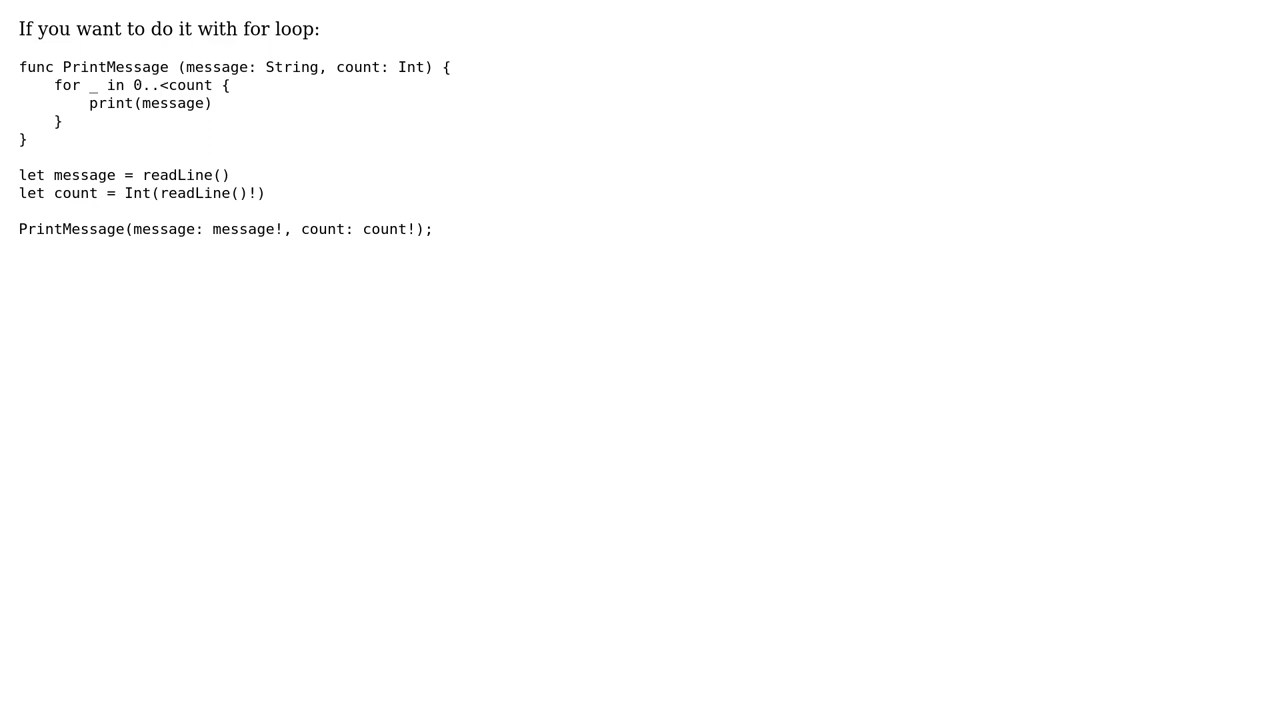 If you want to do it with for loop:
func PrintMessage (message: String, count: Int) {
    for _ in 0..<count {
        print(message)
    }
}
let message = readLine()
let count = Int(readLine()!)
PrintMessage(message: message!, count: count!);